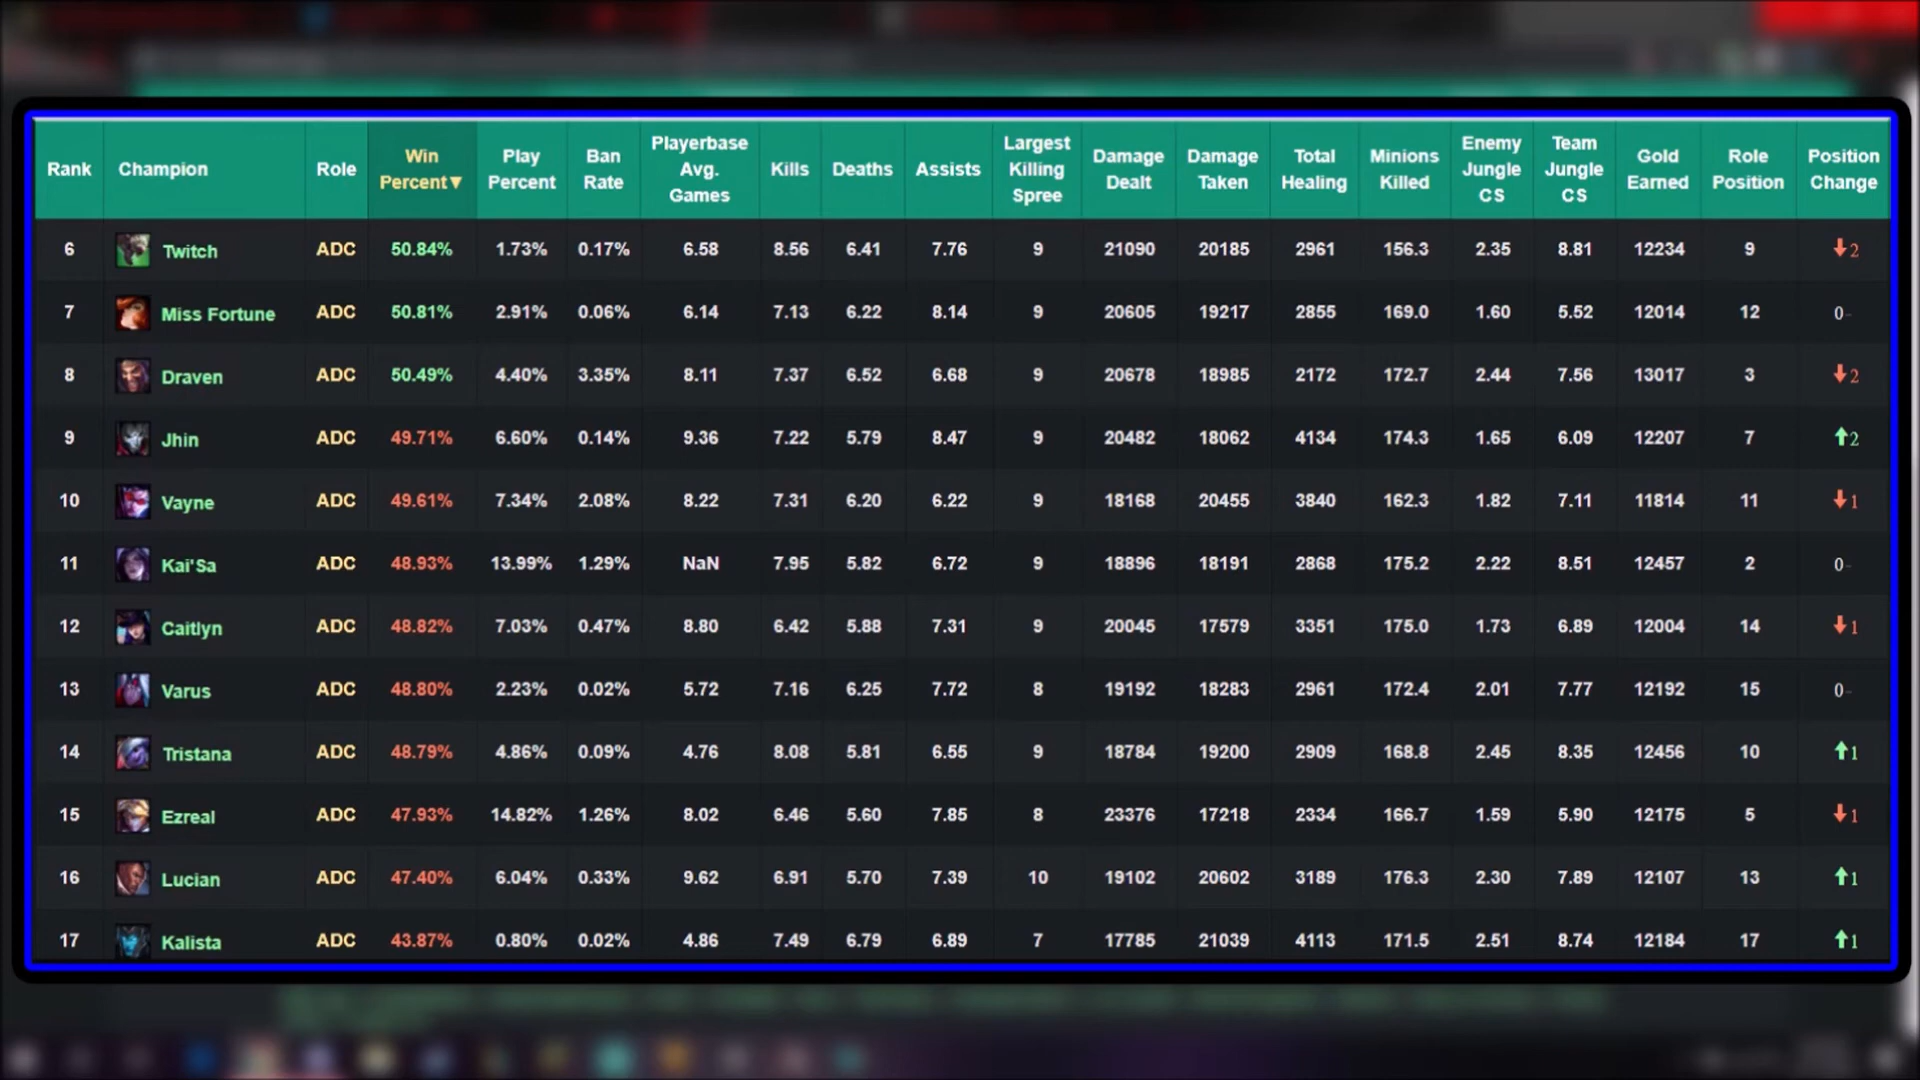 Rank Champion Role Win Percent▼ Play Percent Ban Rate Playerbase Avg. Games Kills Deaths Assists Largest Killing Spree Damage Dealt Damage Taken Total Healing Minions Killed Enemy Jungle CS Team Jungle CS Gold Earned Role Position Position Change
6 Twitch ADC 50.84% 1.73% 0.17% 6.58 8.56 6.41 7.76 9 21090 20185 2961 156.3 2.35 8.81 12234 9 2
7 Miss Fortune ADC 50.81% 2.91% 0.06% 6.14 7.13 6.22 8.14 9 20605 19217 2855 169.0 1.60 5.52 12014 12 0-
8 Draven ADC 50.49% 4.40% 3.35% 8.11 7.37 6.52 6.68 9 20678 18985 2172 172.7 2.44 7.56 13017 3 2
9 Jhin ADC 49.71% 6.60% 0.14% 9.36 7.22 5.79 8.47 9 20482 18062 4134 174.3 1.65 6.09 12207 7 2
10 Vayne ADC 49.61% 7.34% 2.08% 8.22 7.31 6.20 6.22 9 18168 20455 3840 162.3 1.82 7.11 11814 11 1
11 Kai'Sa ADC 48.93% 13.99% 1.29% NaN 7.95 5.82 6.72 9 18896 18191 2868 175.2 2.22 8.51 12457 2 0-
12 Caitlyn ADC 48.82% 7.03% 0.47% 8.80 6.42 5.88 7.31 9 20045 17579 3351 175.0 1.73 6.89 12004 14 1
13 Varus ADC 48.80% 2.23% 0.02% 5.72 7.16 6.25 7.72 8 19192 18283 2961 172.4 2.01 7.77 12192 15 0-
14 Tristana ADC 48.79% 4.86% 0.09% 4.76 8.08 5.81 6.55 9 18784 19200 2909 168.8 2.45 8.35 12456 10 1
15 Ezreal ADC 47.93% 14.82% 1.26% 8.02 6.46 5.60 7.85 8 23376 17218 2334 166.7 1.59 5.90 12175 5 1
16 Lucian ADC 47.40% 6.04% 0.33% 9.62 6.91 5.70 7.39 10 19102 20602 3189 176.3 2.30 7.89 12107 13 1
17 Kalista ADC 43.87% 0.80% 0.02% 4.86 7.49 6.79 6.89 7 17785 21039 4113 171.5 2.51 8.74 12184 17 1